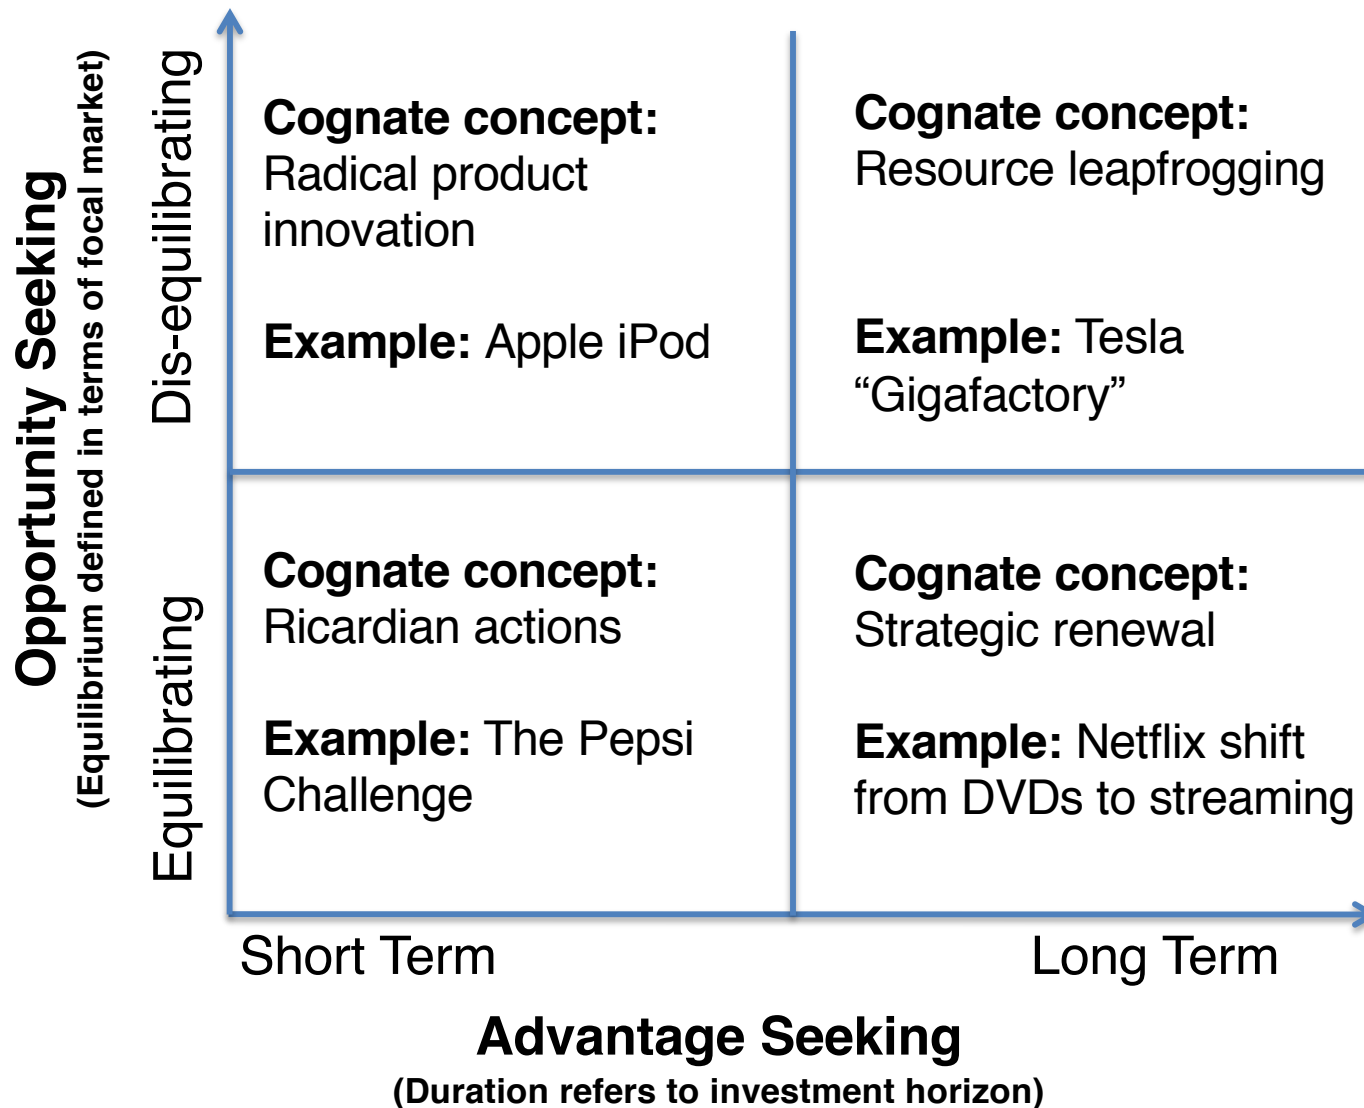 Opportunity Seeking
(Equilibrium defined in terms of focal market)
Dis-equilibrating
Equilibrating
Cognate concept:
Radical product
innovation
Example: Apple iPod
Cognate concept:
Resource leapfrogging
Example: Tesla
“Gigafactory”
Cognate concept:
Ricardian actions
Example: The Pepsi
Challenge
Cognate concept:
Strategic renewal
Example: Netflix shift
from DVDs to streaming
Short Term
Long Term
Advantage Seeking
(Duration refers to investment horizon)